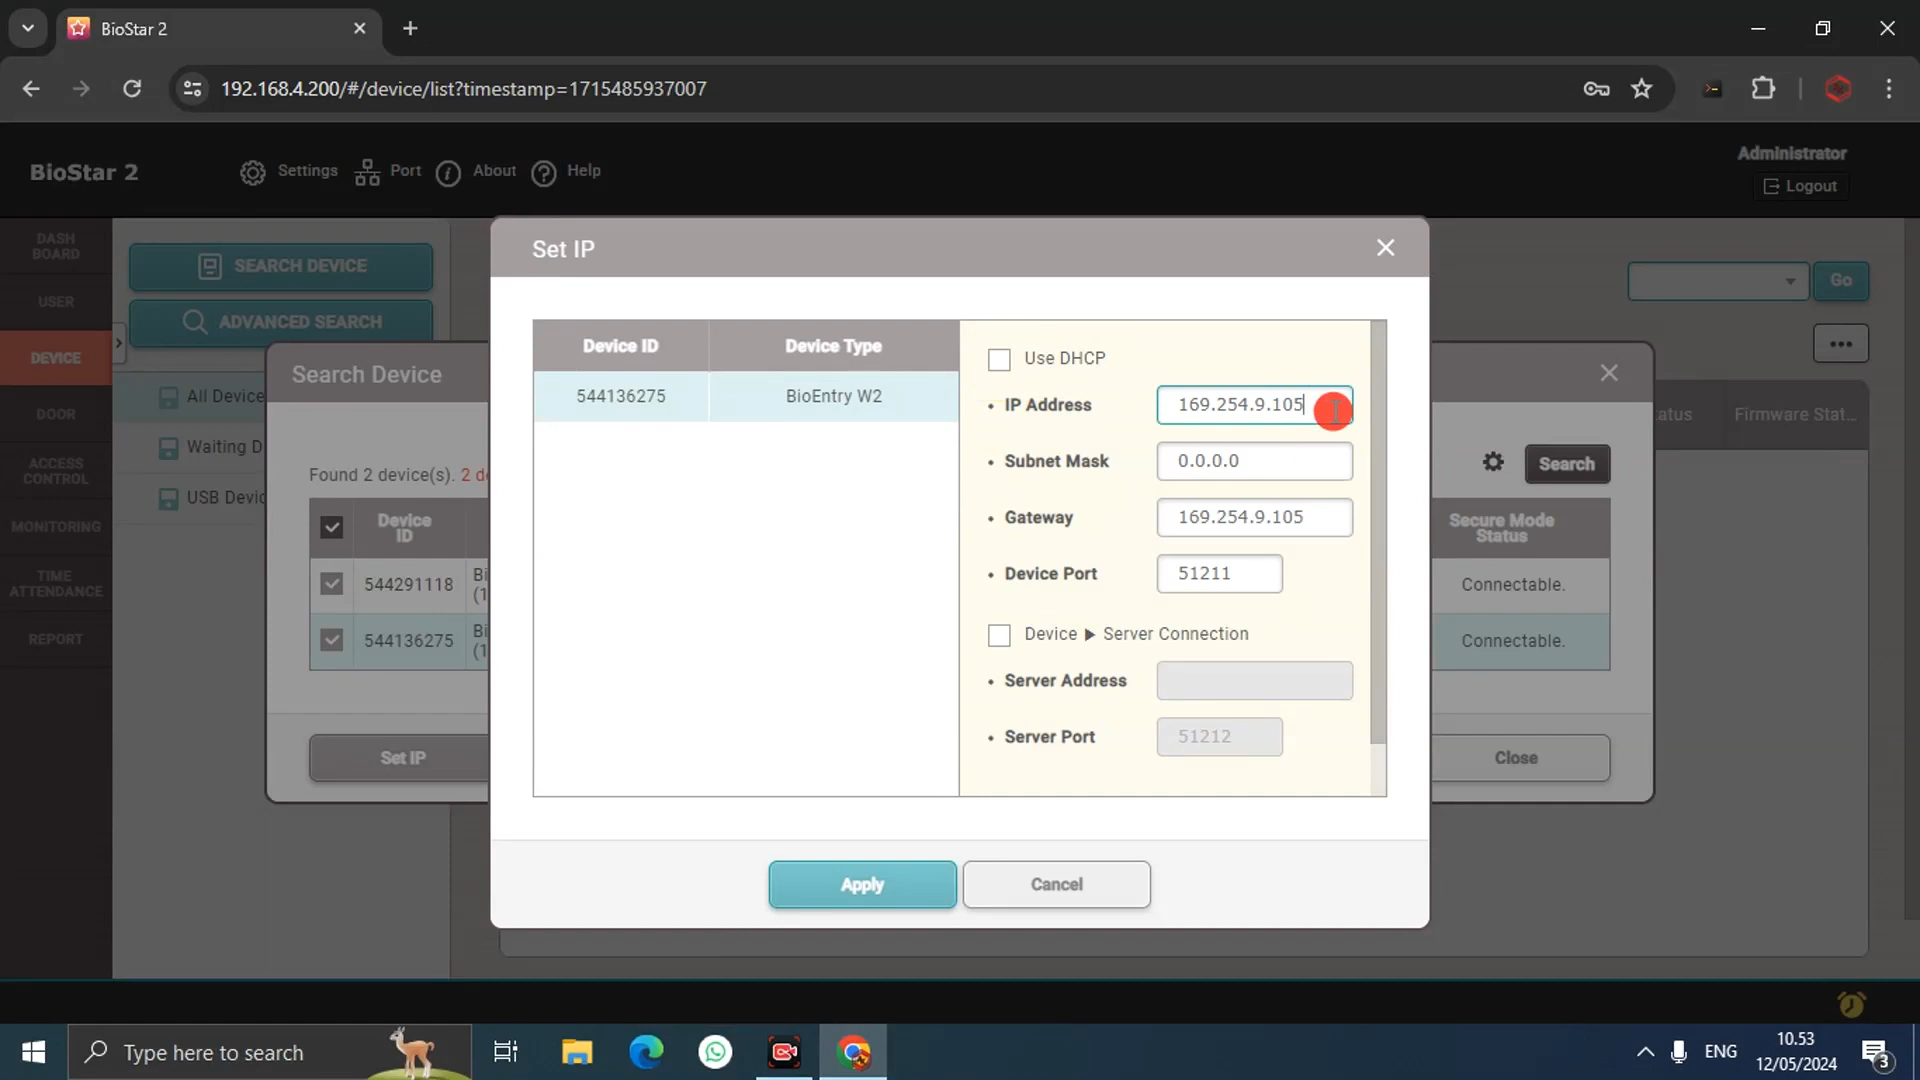 BioStar 2
192.168.4.200/#/device/list?timestamp=1715485937007
BioStar 2
Settings
Port
About
Help
Administrator
Logout
DASH
BOARD
USER
DEVICE
DOOR
ACCESS
CONTROL
MONITORING
TIME
ATTENDANCE
REPORT
SEARCH DEVICE
ADVANCED SEARCH
All Device
Waiting D
USB Devic
Go
Firmware Stat...
Search Device
Found 2 device(s).
Device
ID
544291118
544136275
Set IP
Search
Secure Mode
Status
Connectable.
Connectable.
Close
Set IP
Device ID
Device Type
544136275
BioEntry W2
Use DHCP
• IP Address
169.254.9.105
• Subnet Mask
0.0.0.0
• Gateway
169.254.9.105
• Device Port
51211
Device ▶ Server Connection
• Server Address
• Server Port
51212
Apply
Cancel
Type here to search
ENG
10.53
12/05/2024
3